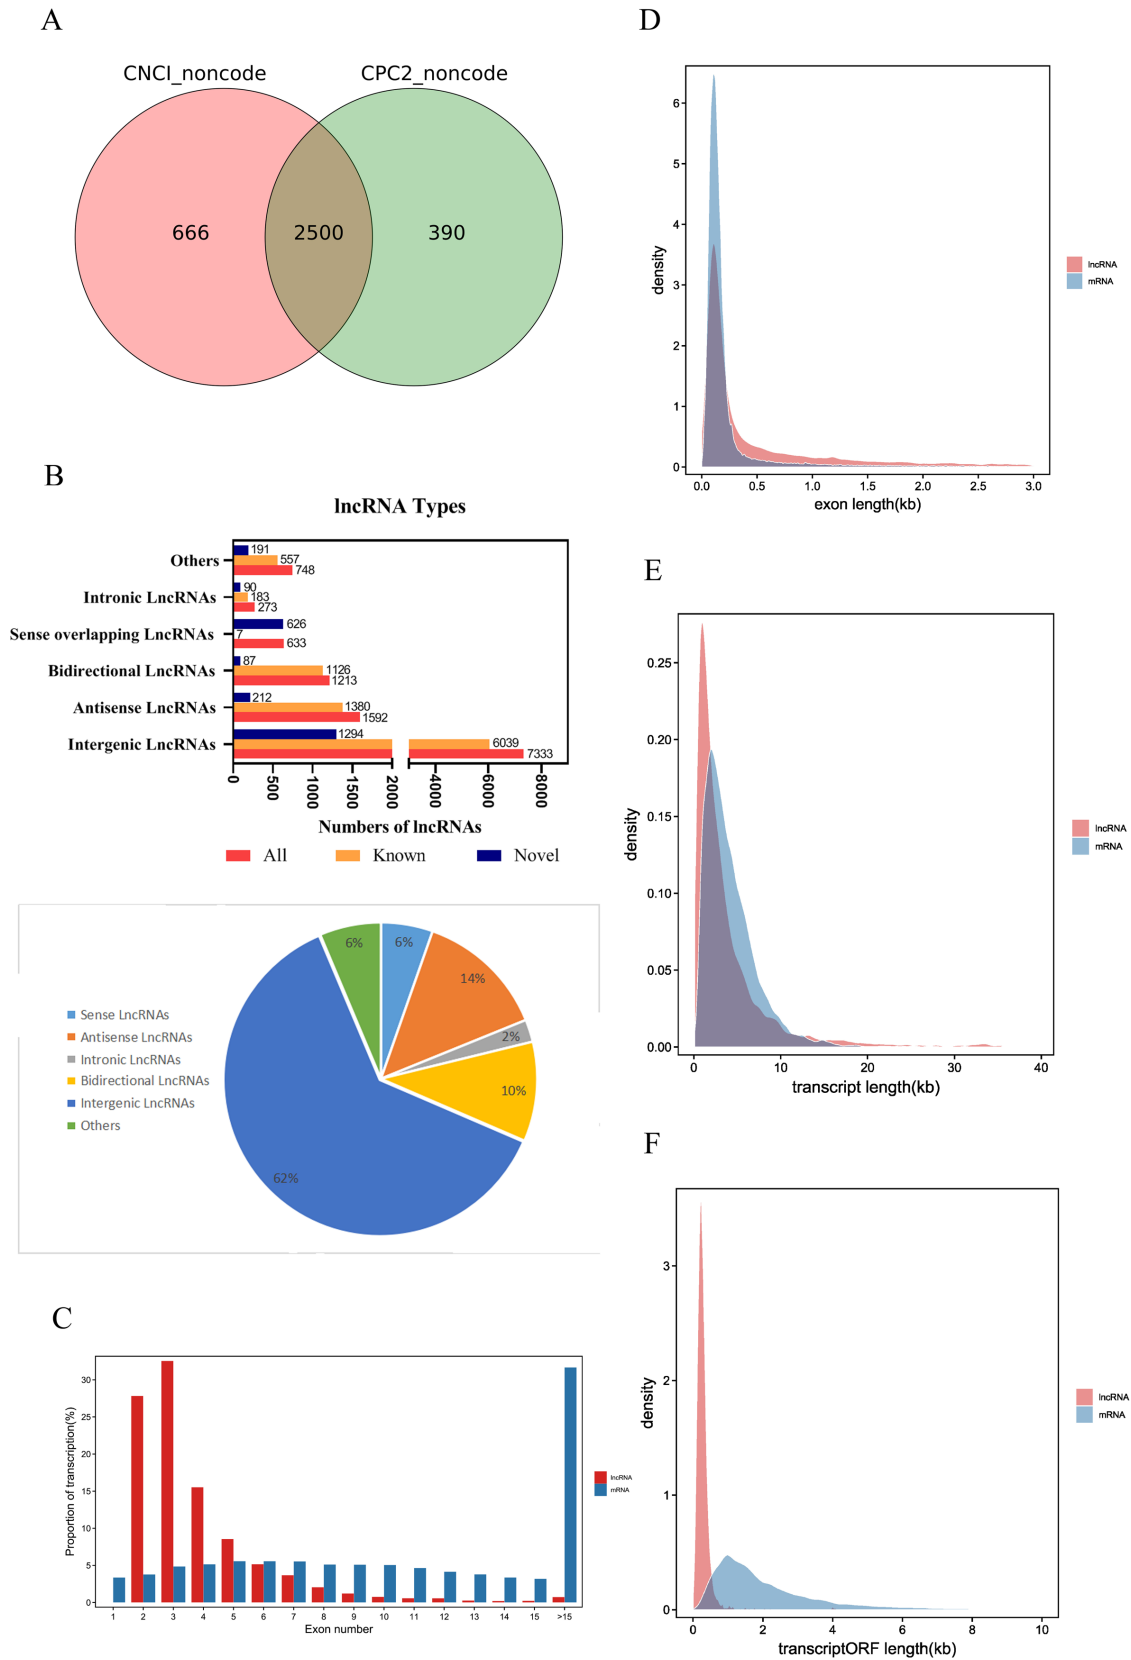 A
CNCI_noncode
CPC2_noncode
666
2500
390
B
lncRNA Types
Others
191
557
748
Intronic LncRNAs
90
183
273
Sense overlapping LncRNAs
626
7
633
Bidirectional LncRNAs
87
1126
1213
Antisense LncRNAs
212
1380
1592
Intergenic LncRNAs
1294
6039
7333
0 500 1000 1500 2000 4000 6000 8000
Numbers of lncRNAs
All Known Novel
Sense LncRNAs
Antisense LncRNAs
Intronic LncRNAs
Bidirectional LncRNAs
Intergenic LncRNAs
Others
6%
6%
14%
2%
10%
62%
C
Proportion of transcription(%)
30
25
20
15
10
5
0
1 2 3 4 5 6 7 8 9 10 11 12 13 14 15 >15
Exon number
lncRNA
mRNA
D
density
6
5
4
3
2
1
0
0.0 0.5 1.0 1.5 2.0 2.5 3.0
exon length(kb)
lncRNA
mRNA
E
density
0.25
0.20
0.15
0.10
0.05
0.00
0 10 20 30 40
transcript length(kb)
lncRNA
mRNA
F
density
3
2
1
0
0 2 4 6 8 10
transcriptORF length(kb)
lncRNA
mRNA